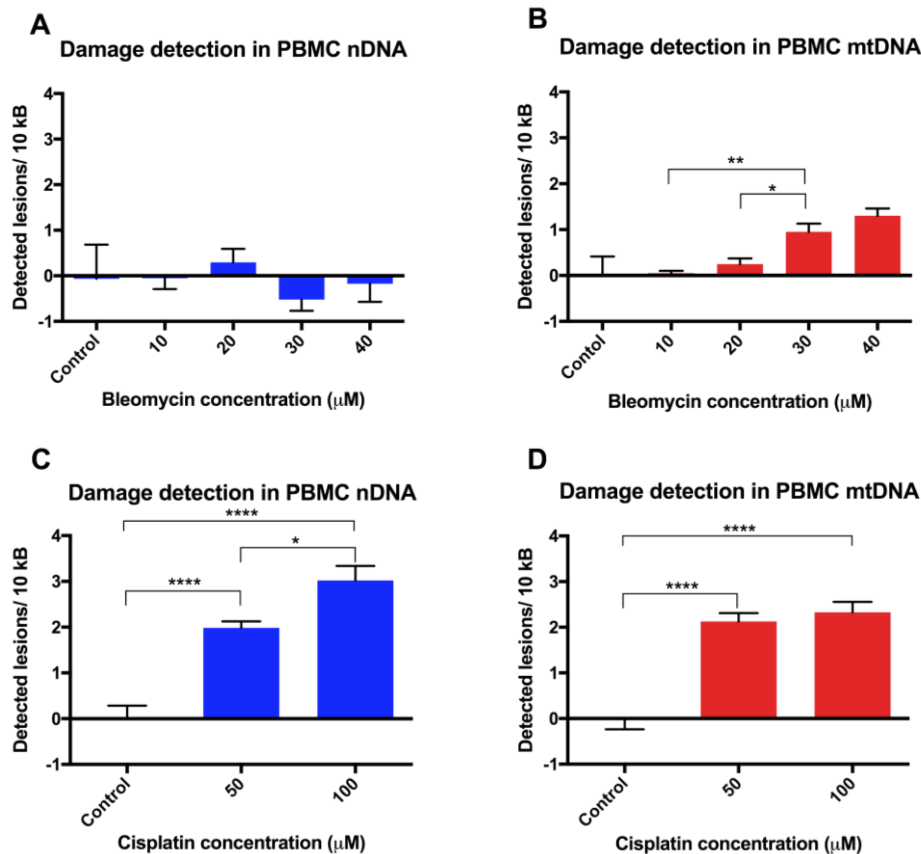 A
Damage detection in PBMC nDNA
Detected lesions/ 10 kB
4
3
2
1
0
-1
Control
10
20
30
40
Bleomycin concentration (μM)
B
Damage detection in PBMC mtDNA
Detected lesions/ 10 kB
4
3
2
1
0
-1
**
*
Control
10
20
30
40
Bleomycin concentration (μM)
C
Damage detection in PBMC nDNA
Detected lesions/ 10 kB
4
3
2
1
0
-1
****
*
****
Control
50
100
Cisplatin concentration (μM)
D
Damage detection in PBMC mtDNA
Detected lesions/ 10 kB
4
3
2
1
0
-1
****
****
Control
50
100
Cisplatin concentration (μM)